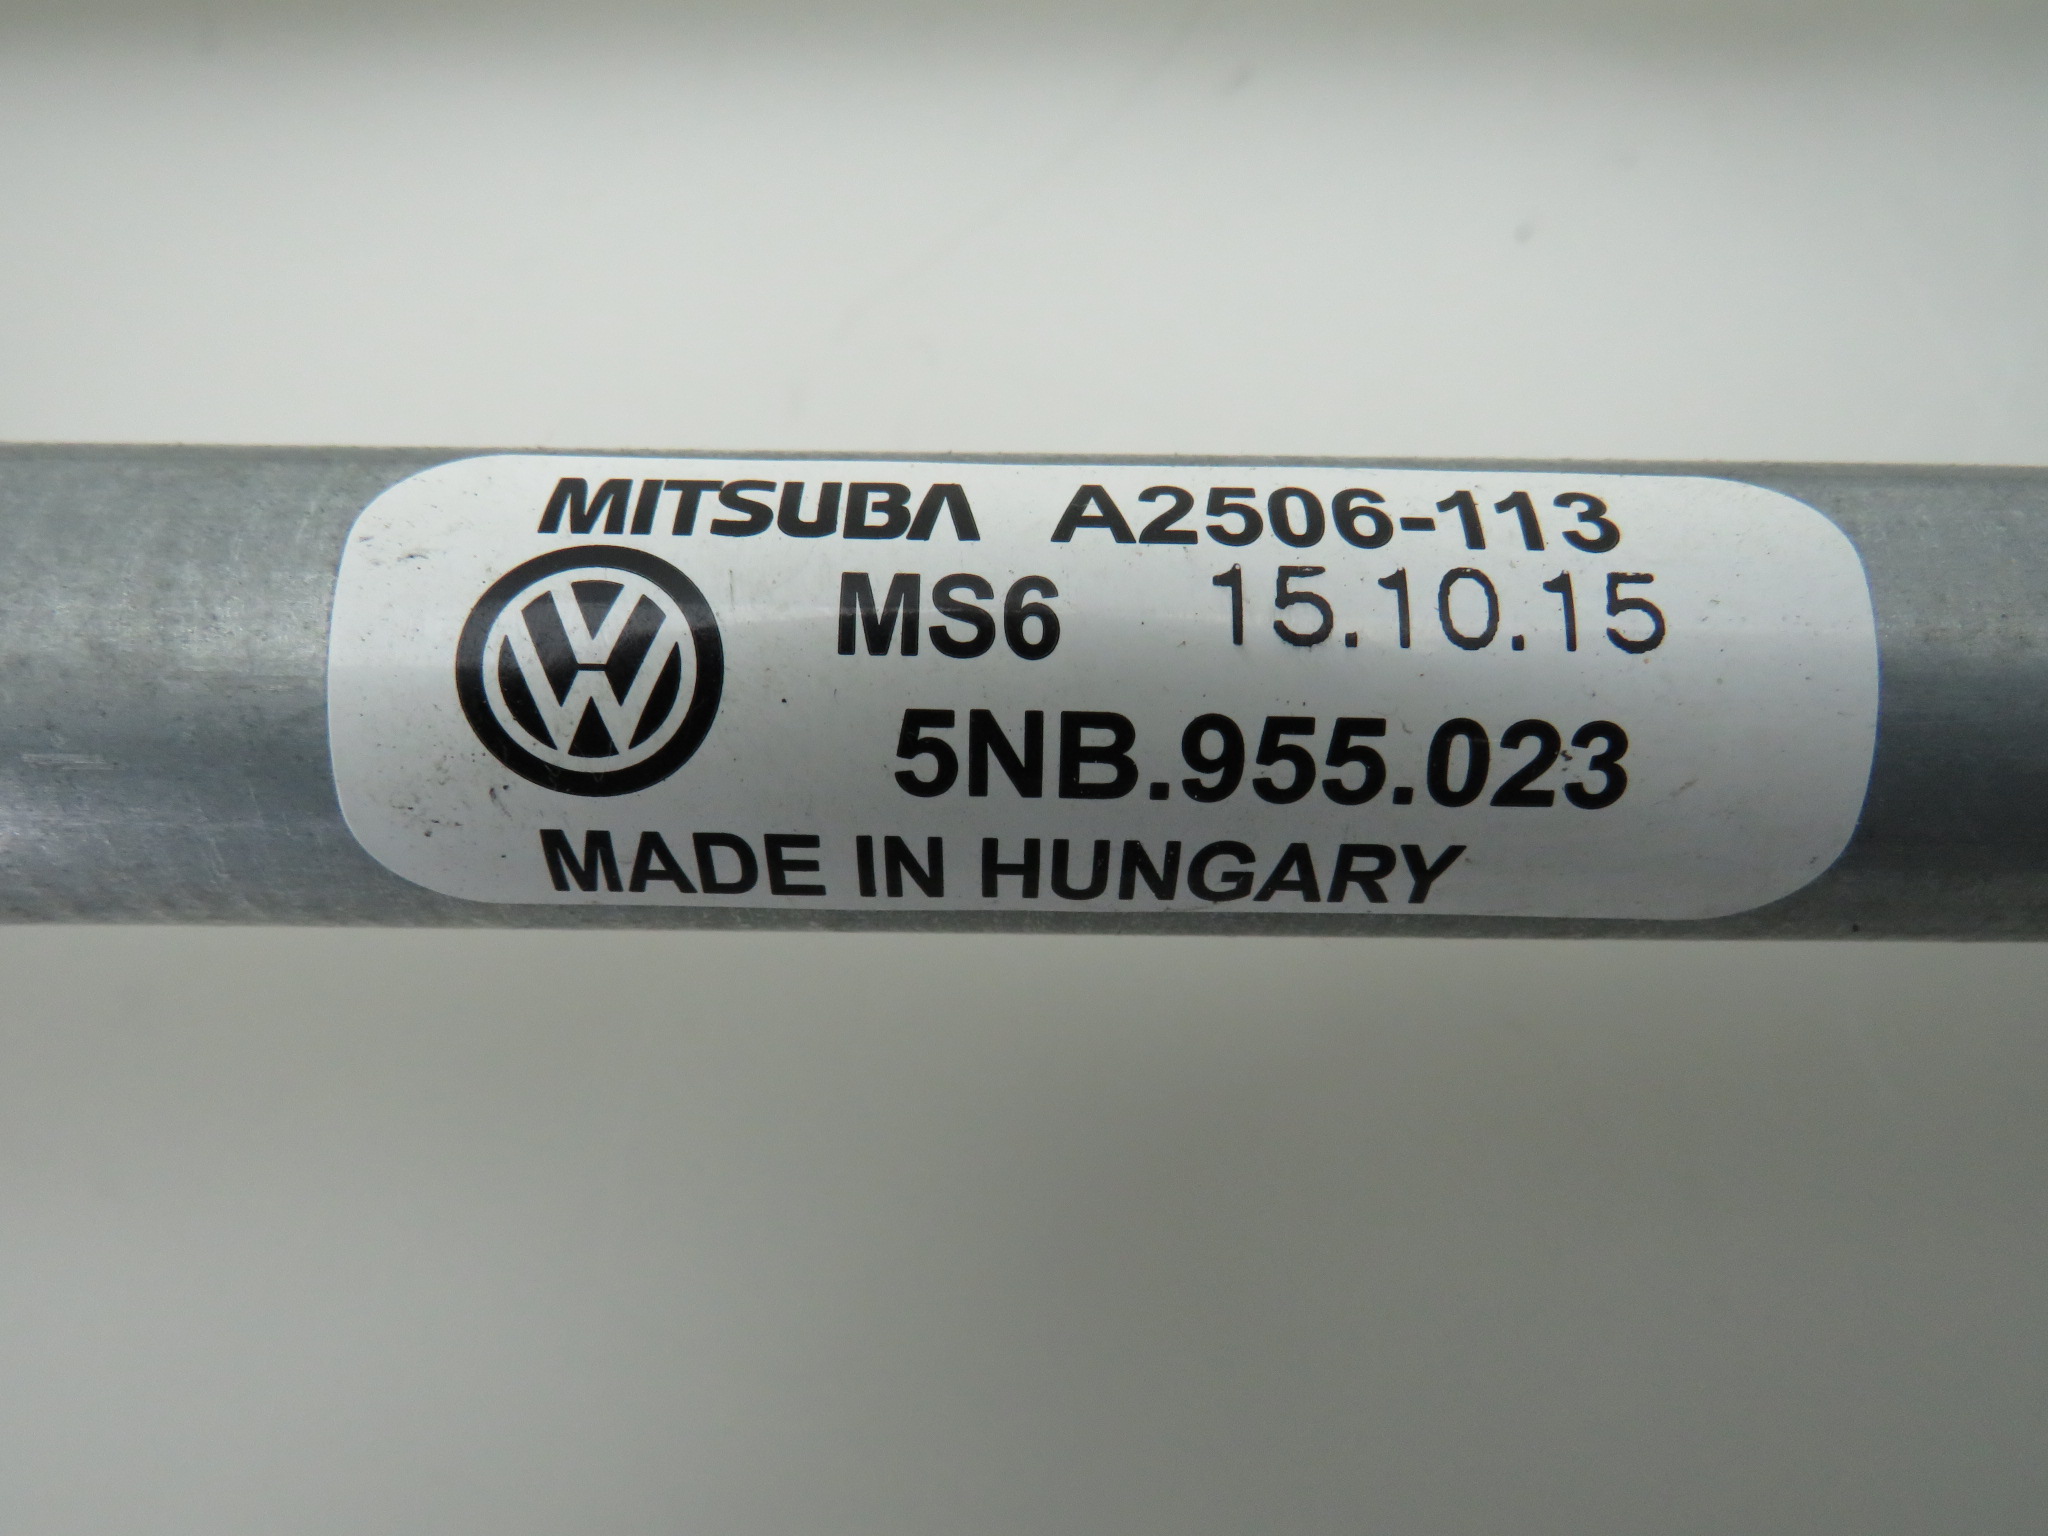 MITSUBA A2506-113
MS6 15.10.15
5NB.955.023
MADE IN HUNGARY